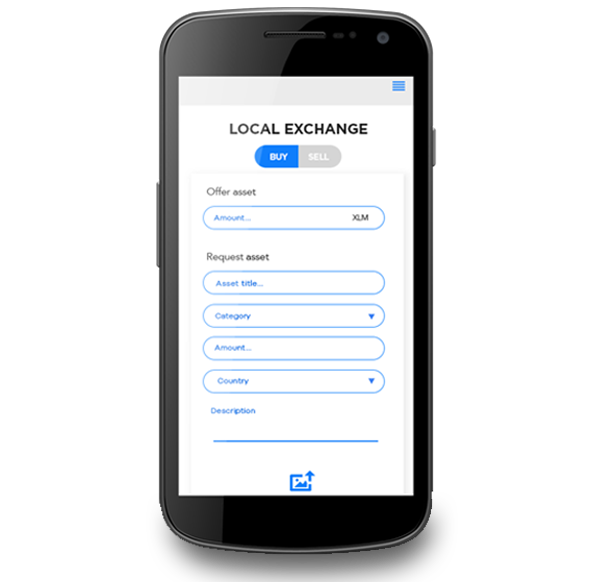 LOCAL EXCHANGE
BUY SELL
Offer asset
Amount... XLM
Request asset
Asset title...
Category
Amount...
Country
Description